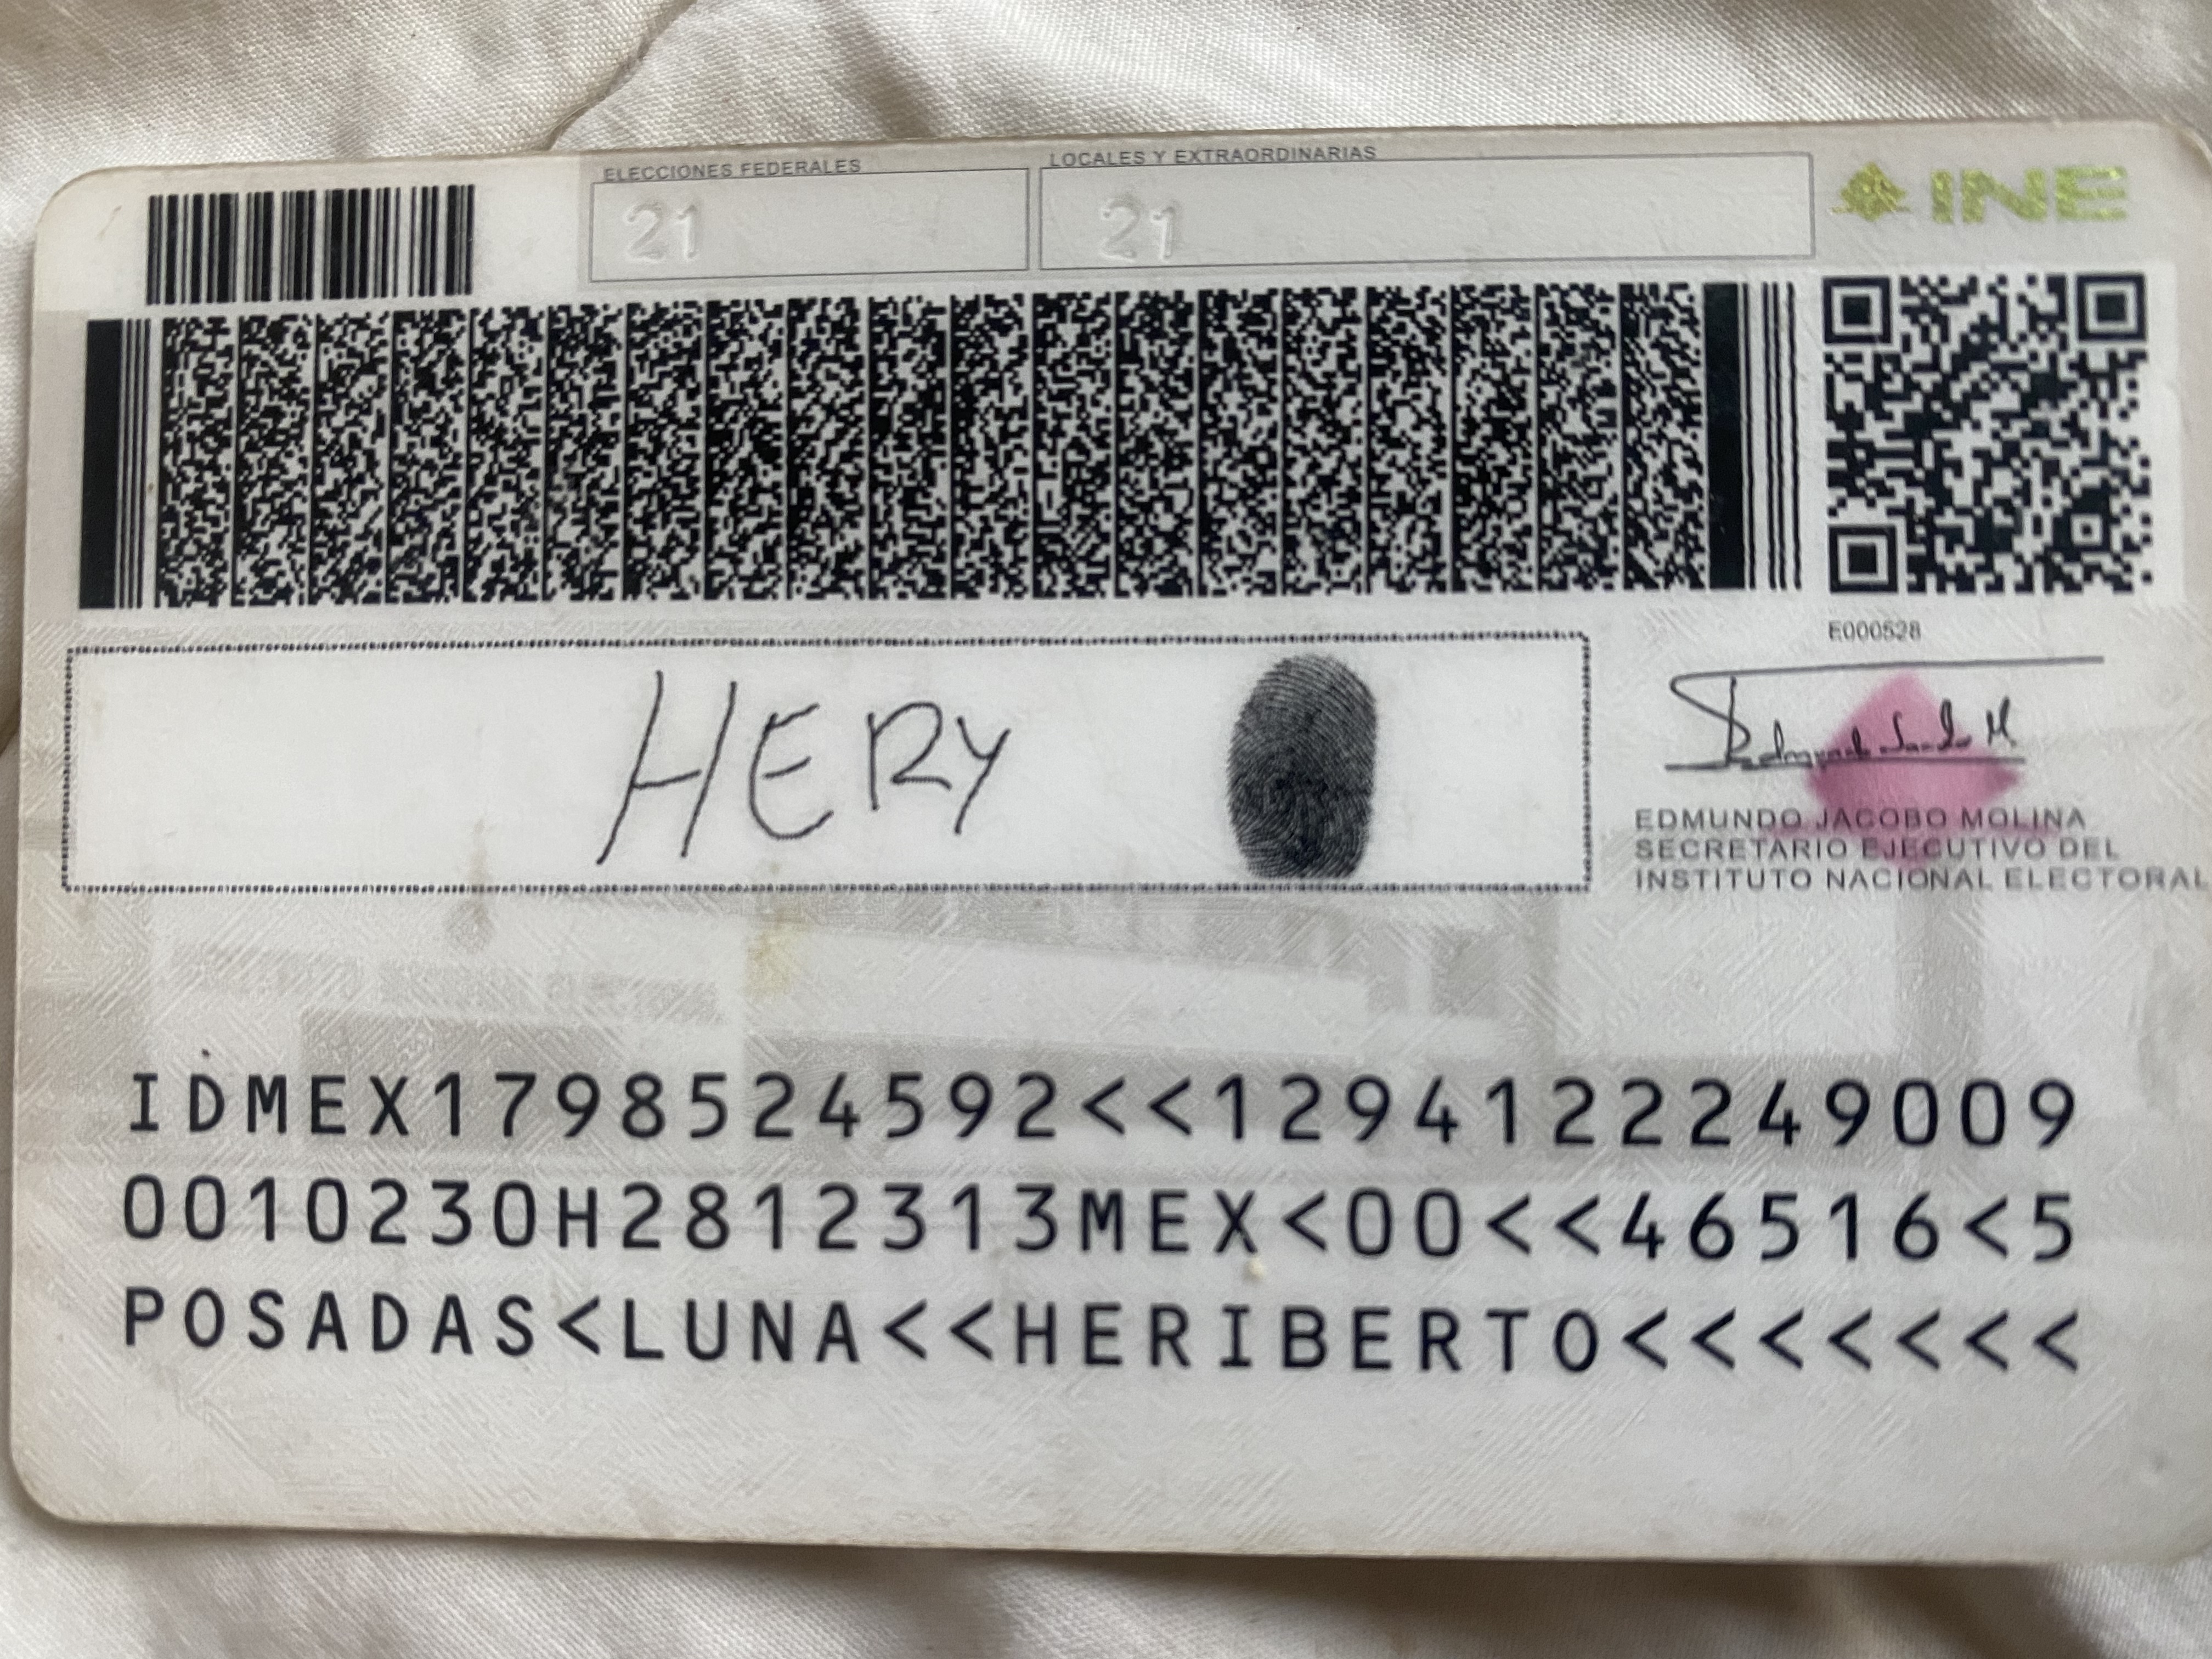 ELECCIONES FEDERALES
LOCALES Y EXTRAORDINARIAS
INE
21
21
E000528
HERY
EDMUNDO JACOBO MOLINA
SECRETARIO EJECUTIVO DEL
INSTITUTO NACIONAL ELECTORAL
IDMEX1798524592<<1294122249009
0010230H2812313MEX<00<<46516<5
POSADAS<LUNA<<HERIBERTO<<<<<<<